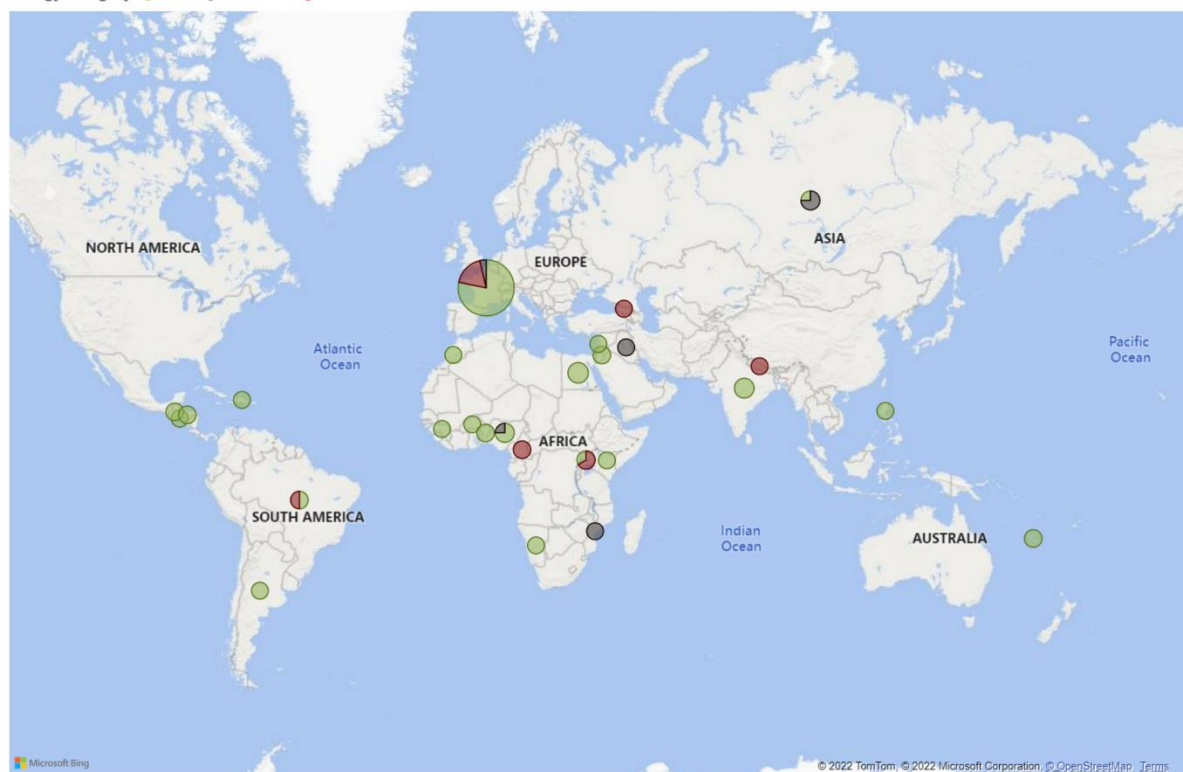 NORTH AMERICA
EUROPE
ASIA
Atlantic
Ocean
Pacific
Ocean
AFRICA
SOUTH AMERICA
Indian
Ocean
AUSTRALIA
Microsoft Bing
© 2022 TomTom, © 2022 Microsoft Corporation, © OpenStreetMap Terms